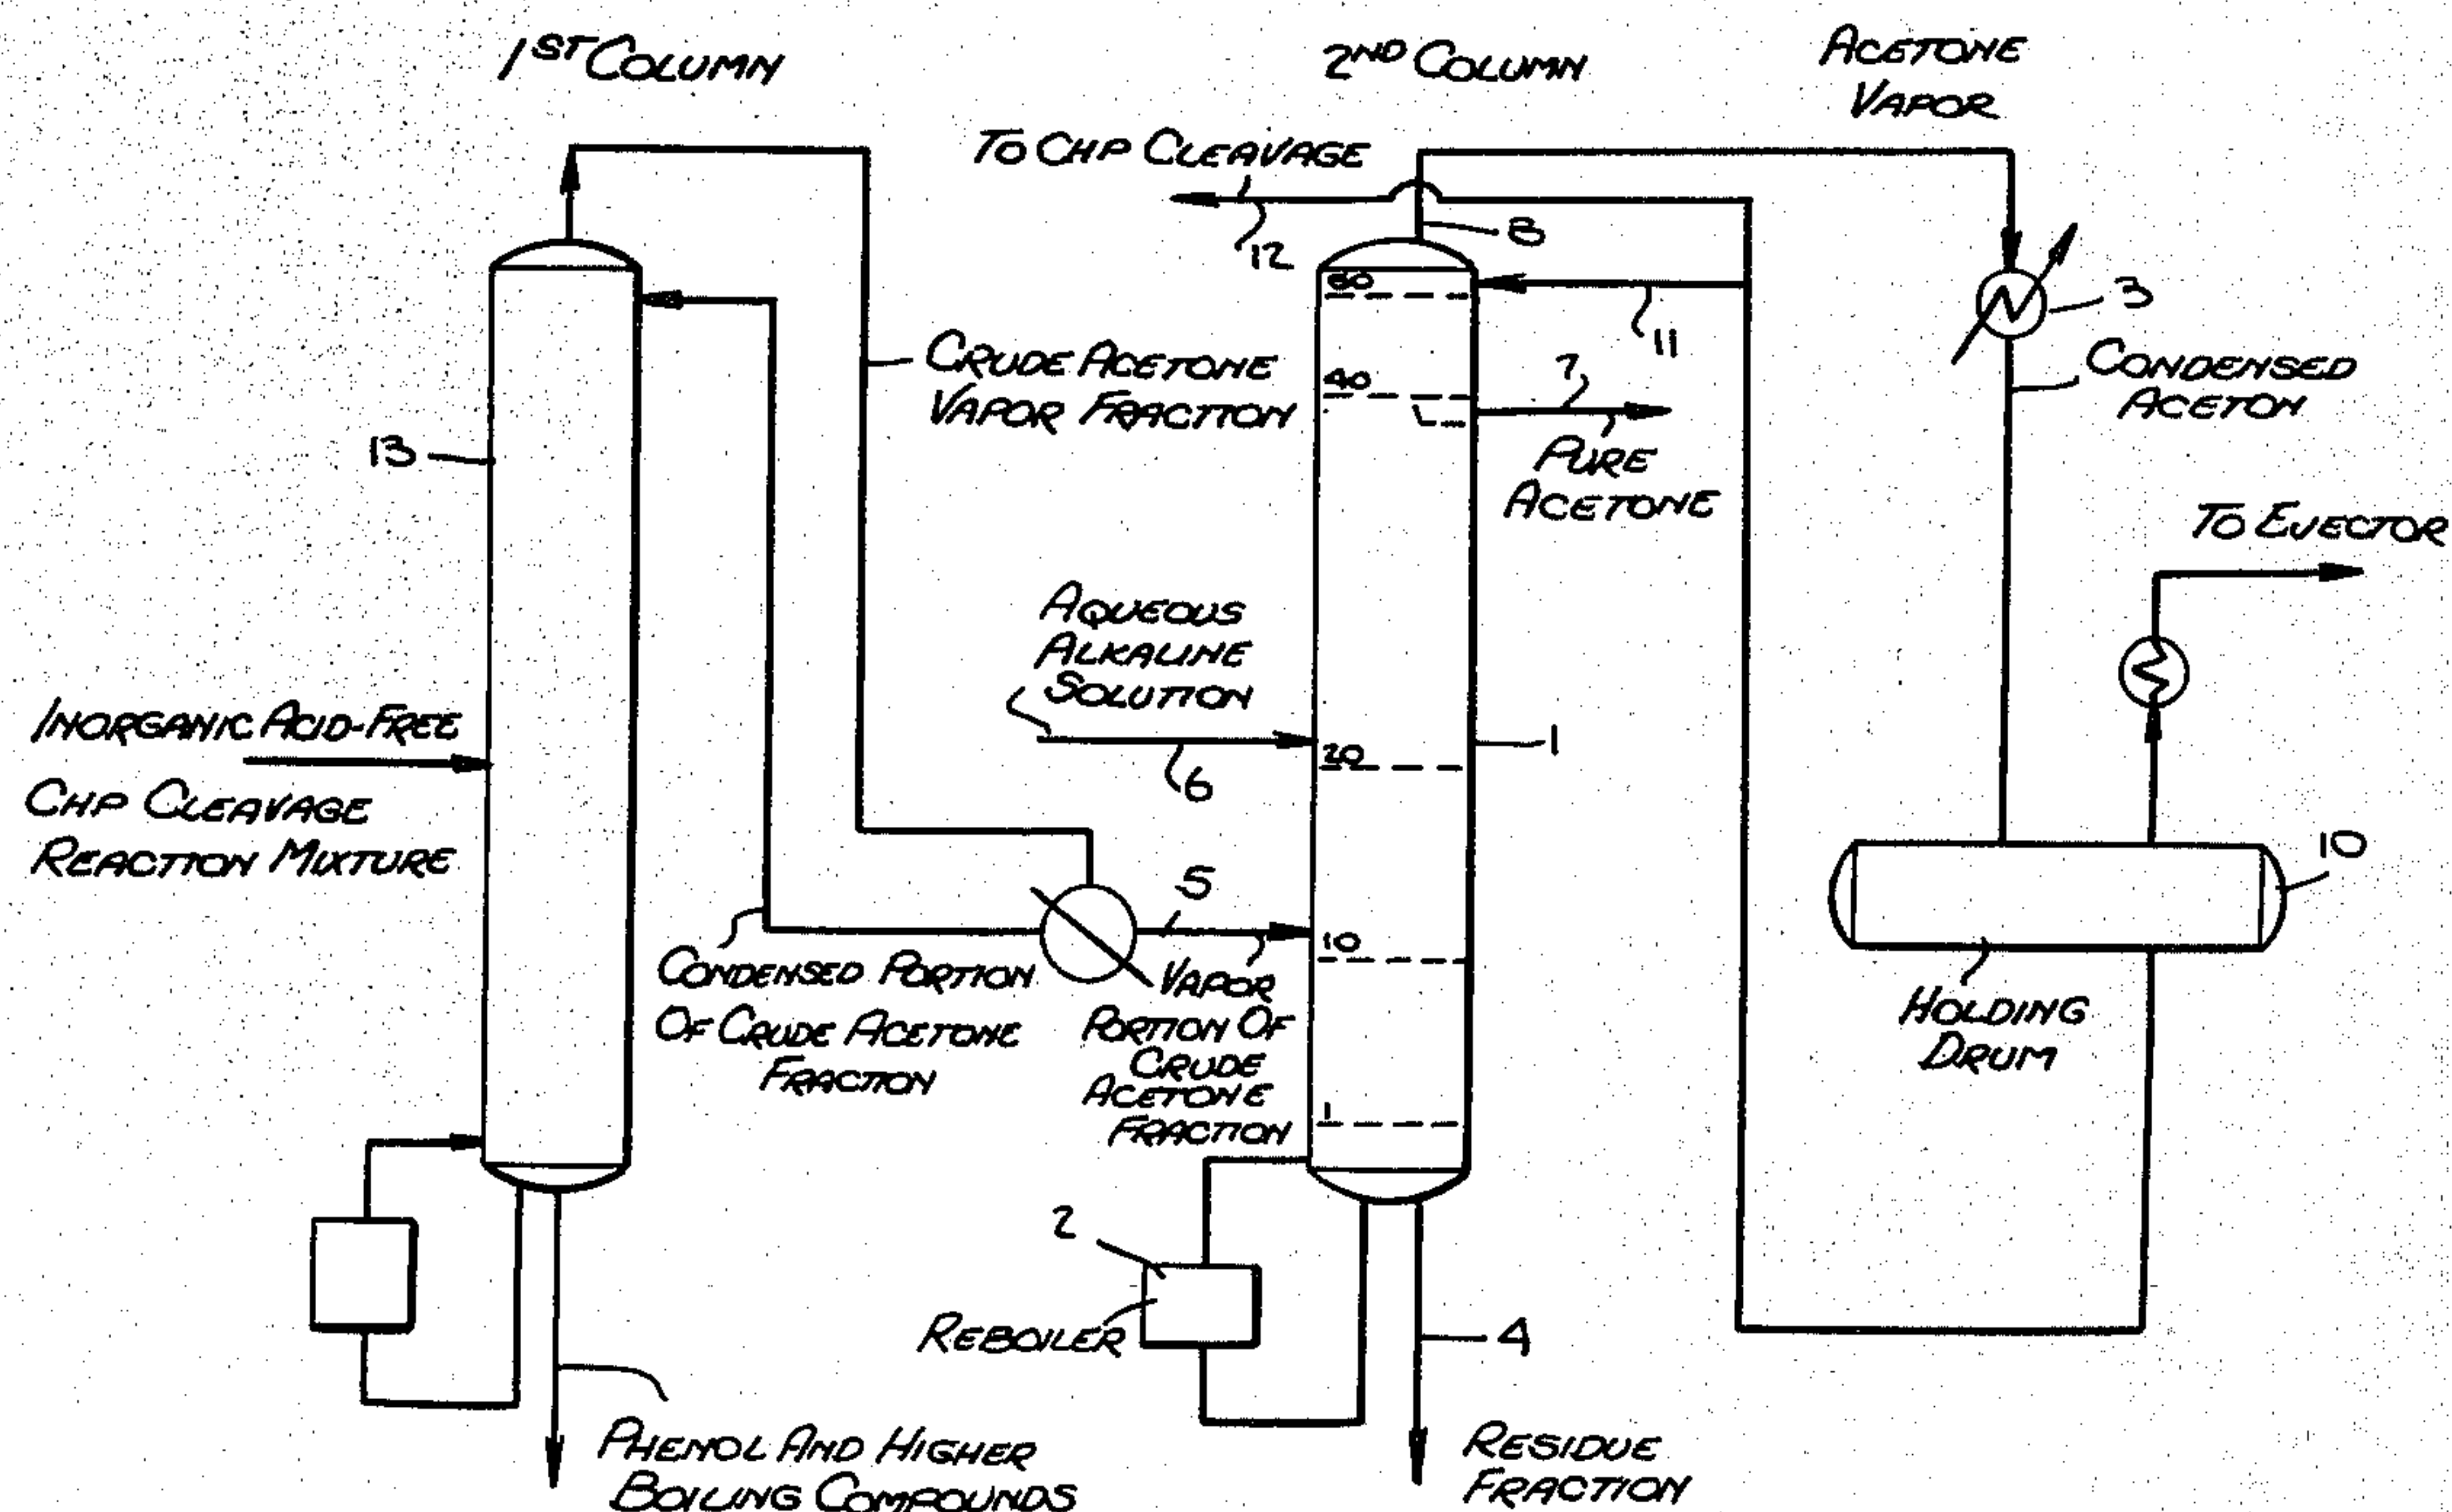 1ST COLUMN
2ND COLUMN
ACETONE
VAPOR
TO CHP CLEAVAGE
12
8
3
11
CONDENSED
ACETON
60
40
7
PURE
ACETONE
CRUDE ACETONE
VAPOR FRACTION
13
TO EJECTOR
AQUEOUS
ALKALINE
SOLUTION
6
20
1
INORGANIC ACID-FREE
CHP CLEAVAGE
REACTION MIXTURE
5
10
10
CONDENSED PORTION
OF CRUDE ACETONE
FRACTION
VAPOR
PORTION OF
CRUDE
ACETONE
FRACTION
1
HOLDING
DRUM
2
REBOILER
4
PHENOL AND HIGHER
BOILING COMPOUNDS
RESIDUE
FRACTION